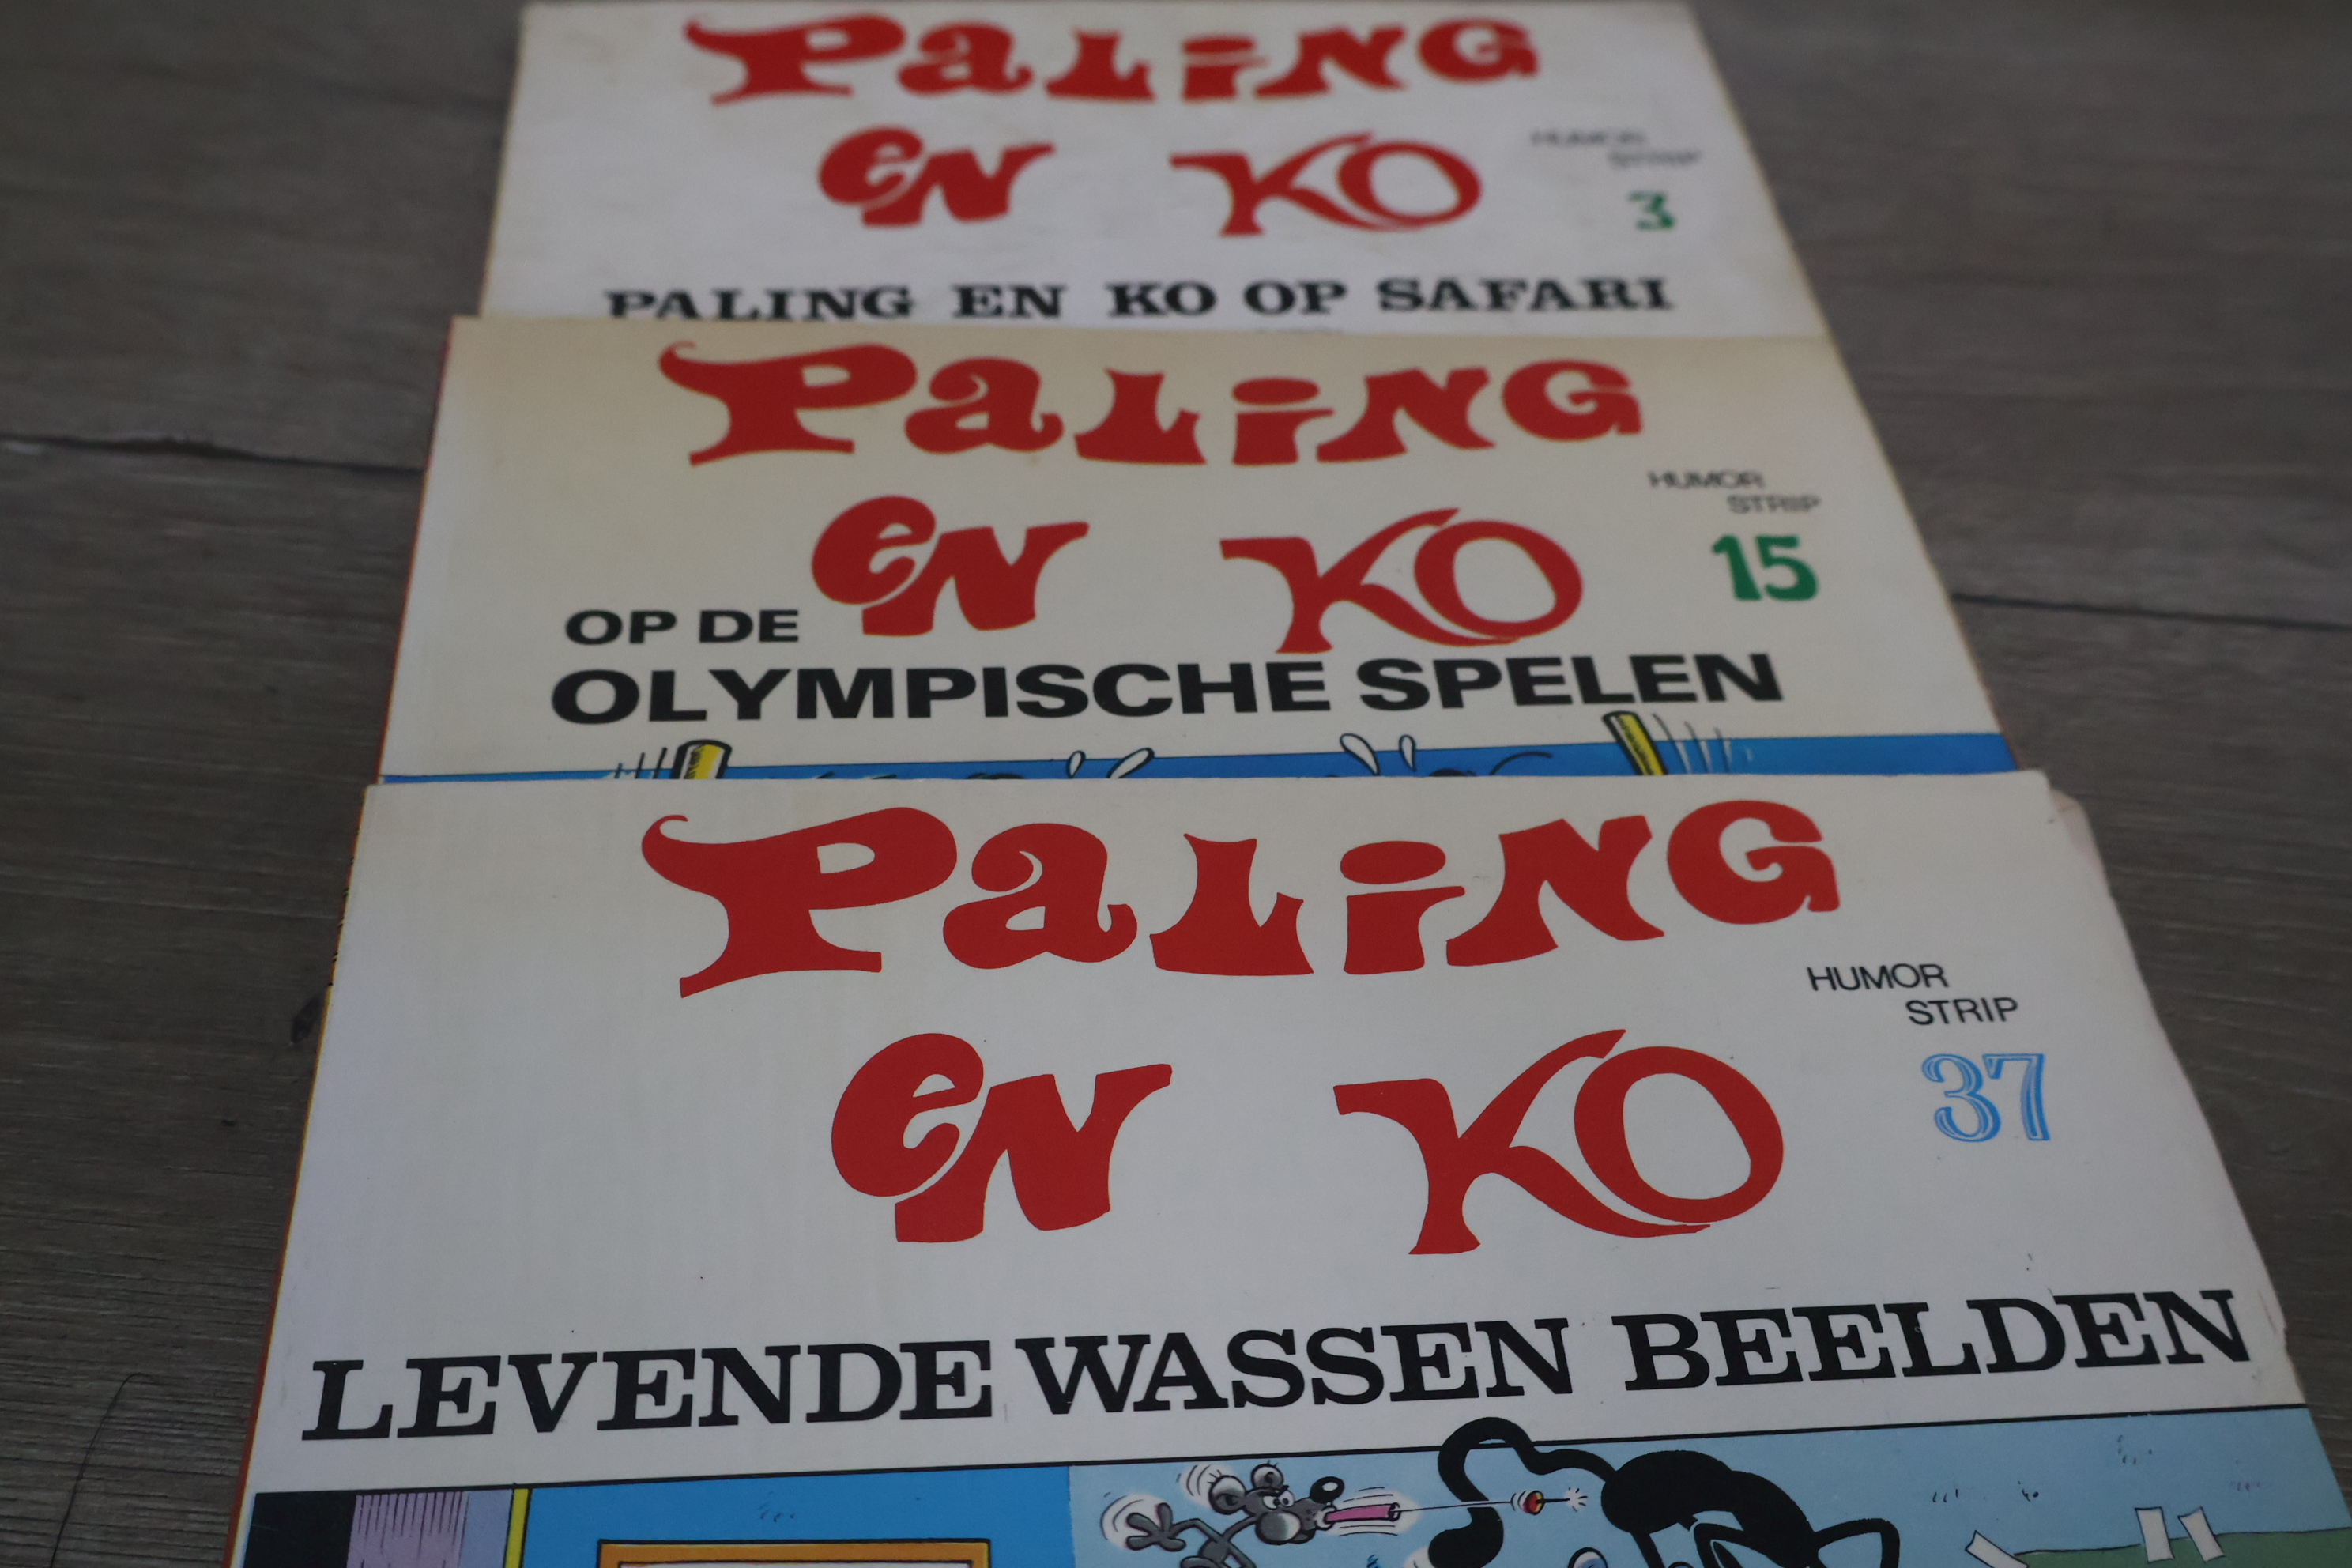 PaLiNG
eN KO
HUMOR
STRIP
3
PALING EN KO OP SAFARI
PaLiNG
eN KO
HUMOR
STRIP
15
OP DE
OLYMPISCHE SPELEN
PaLiNG
eN KO
HUMOR
STRIP
37
LEVENDE WASSEN BEELDEN